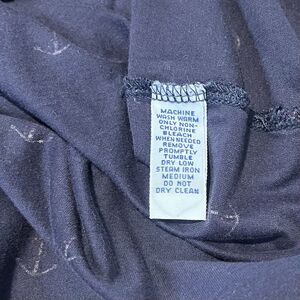 MACHINE
WASH WARM
ONLY NON-
CHLORINE
BLEACH
WHEN NEEDED
REMOVE
PROMPTLY
TUMBLE
DRY LOW
STEAM IRON
MEDIUM
DO NOT
DRY CLEAN